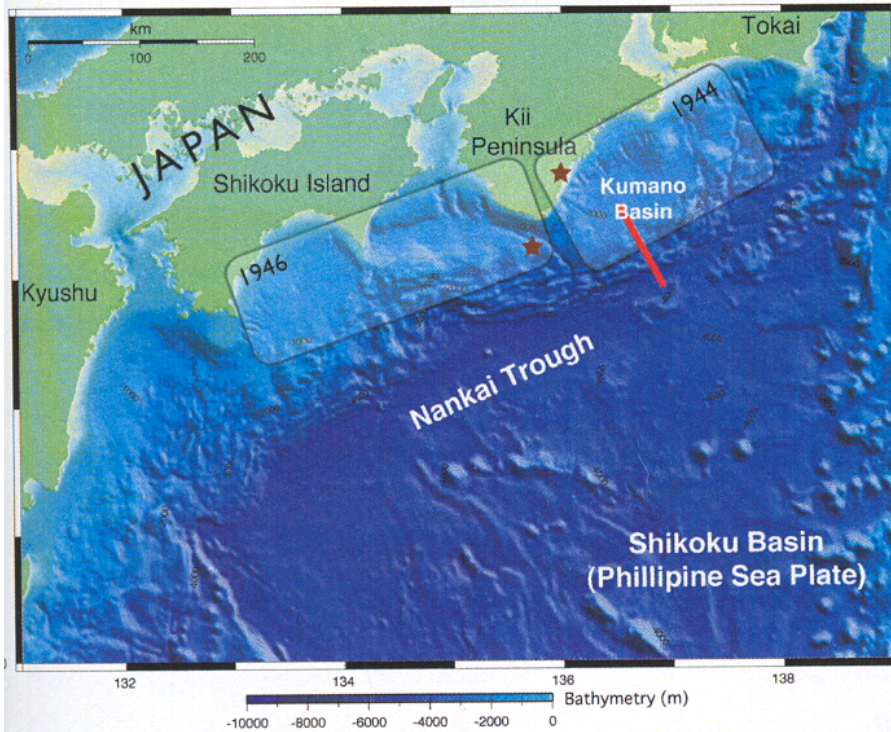 km
0 100 200
Tokai
JAPAN
Kii
Peninsula
1944
Shikoku Island
Kumano
Basin
1946
Kyushu
Nankai Trough
Shikoku Basin
(Phillipine Sea Plate)
132 134 136 138
Bathymetry (m)
-10000 -8000 -6000 -4000 -2000 0